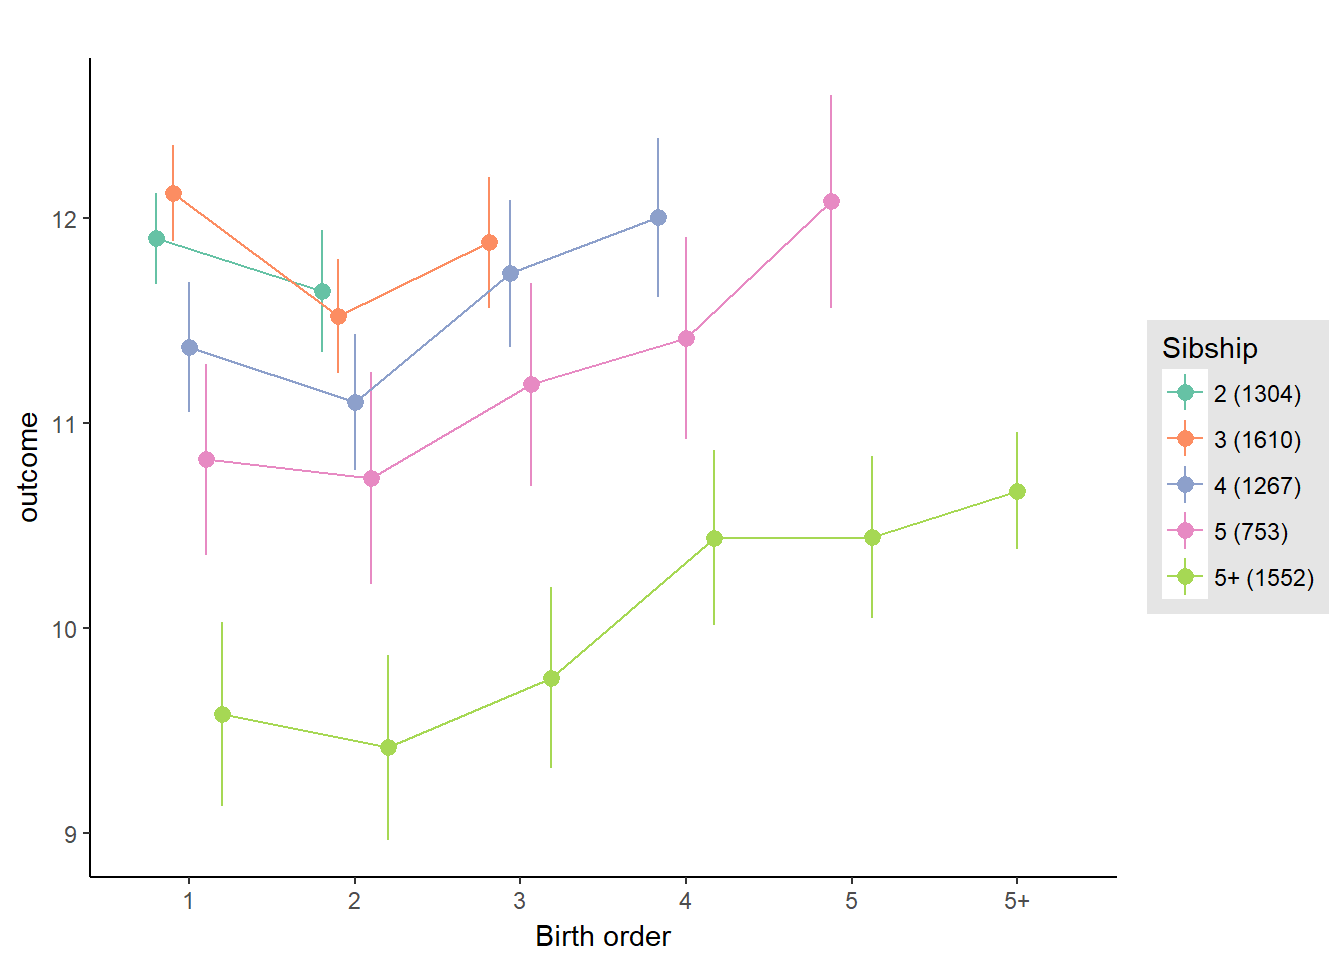 12
11
10
9
outcome
1 2 3 4 5 5+
Birth order
Sibship
2 (1304)
3 (1610)
4 (1267)
5 (753)
5+ (1552)